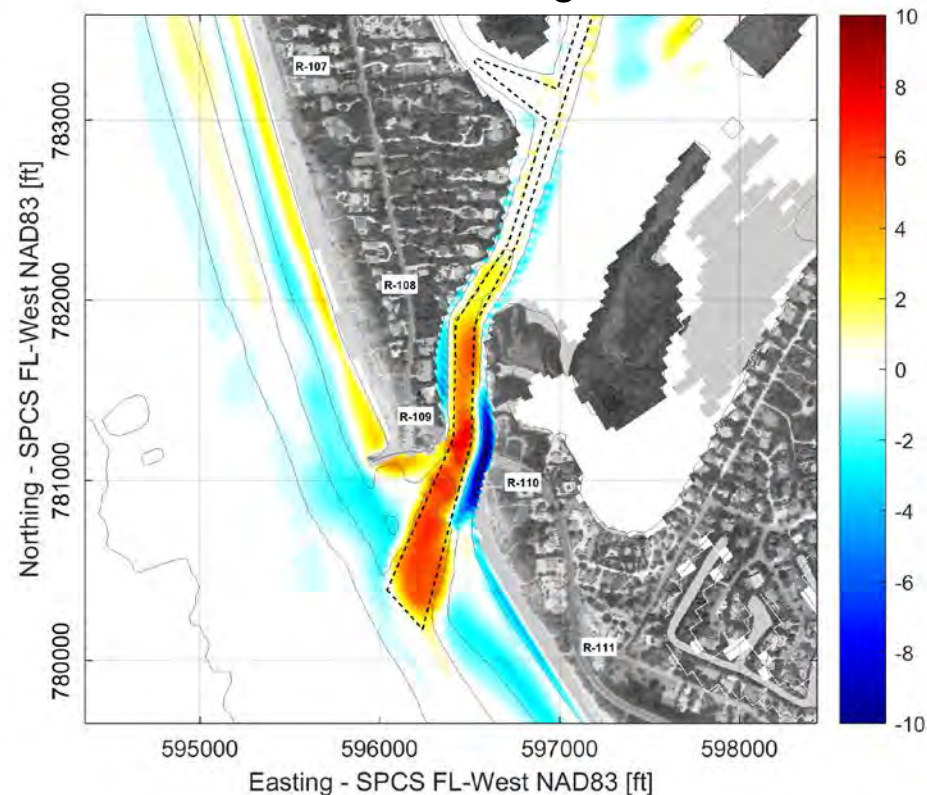 R-107
R-108
R-109
R-110
R-111
783000
782000
781000
780000
Northing - SPCS FL-West NAD83 [ft]
595000 596000 597000 598000
Easting - SPCS FL-West NAD83 [ft]
10
8
6
4
2
0
-2
-4
-6
-8
-10